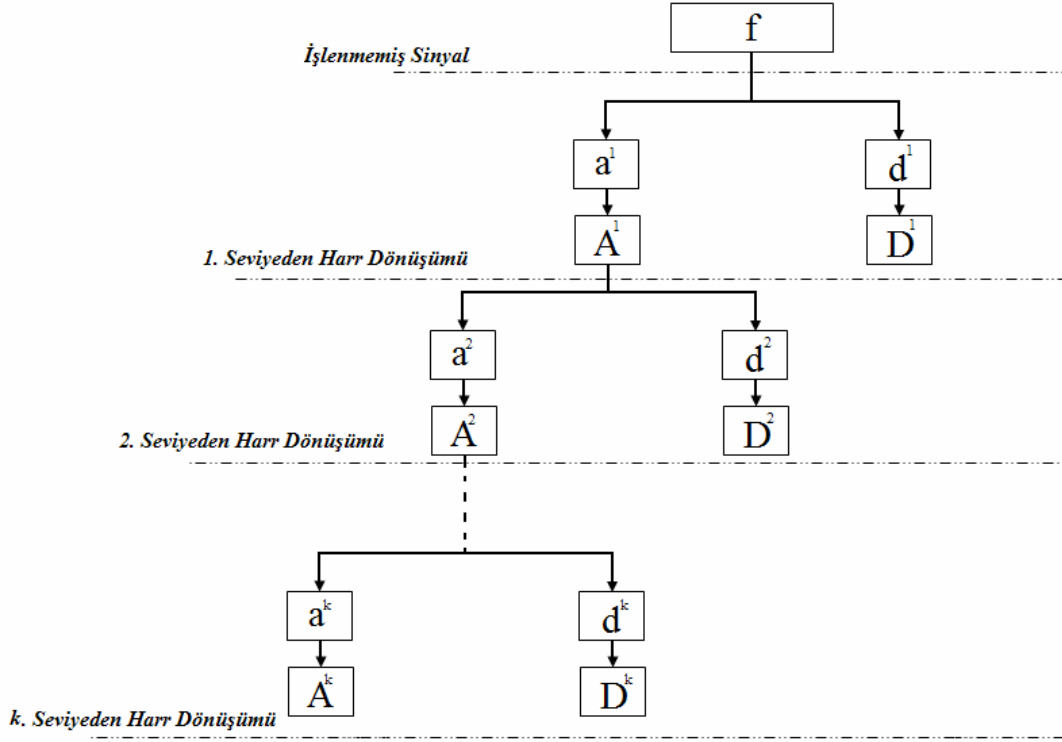 f
İşlenmemiş Sinyal
a¹ d¹
A¹ D¹
1. Seviyeden Harr Dönüşümü
a² d²
A² D²
2. Seviyeden Harr Dönüşümü
aᵏ dᵏ
Aᵏ Dᵏ
k. Seviyeden Harr Dönüşümü